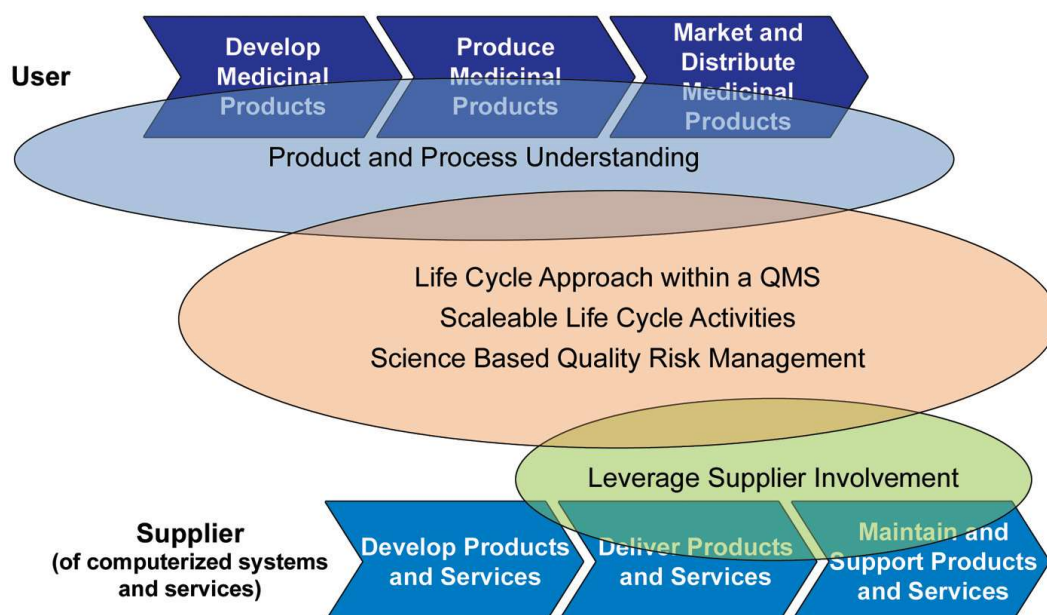 User
Develop
Medicinal
Products
Produce
Medicinal
Products
Market and
Distribute
Medicinal
Products
Product and Process Understanding
Life Cycle Approach within a QMS
Scaleable Life Cycle Activities
Science Based Quality Risk Management
Leverage Supplier Involvement
Supplier
(of computerized systems
and services)
Develop Products
and Services
Deliver Products
and Services
Maintain and
Support Products
and Services